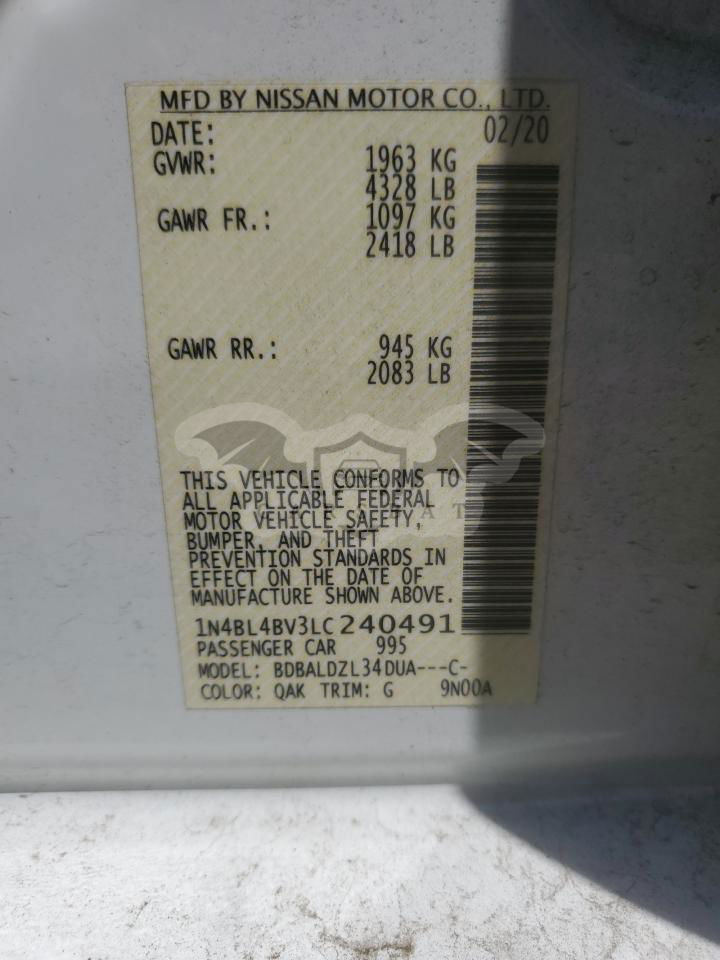 MFD BY NISSAN MOTOR CO., LTD.
DATE: 02/20
GVWR: 1963 KG
4328 LB
GAWR FR.: 1097 KG
2418 LB
GAWR RR.: 945 KG
2083 LB
THIS VEHICLE CONFORMS TO
ALL APPLICABLE FEDERAL
MOTOR VEHICLE SAFETY,
BUMPER, AND THEFT
PREVENTION STANDARDS IN
EFFECT ON THE DATE OF
MANUFACTURE SHOWN ABOVE.
1N4BL4BV3LC240491
PASSENGER CAR 995
MODEL: BDBALDZL34DUA---C-
COLOR: QAK TRIM: G 9N00A